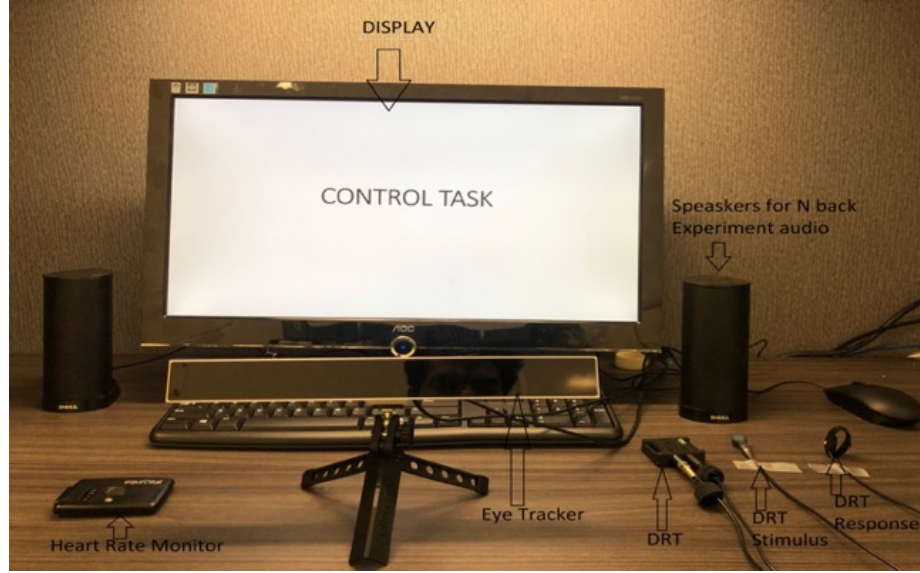 DISPLAY
CONTROL TASK
Speaskers for N back
Experiment audio
AOC
DELL
DELL
Eye Tracker
DRT
DRT
Stimulus
DRT
Response
Heart Rate Monitor